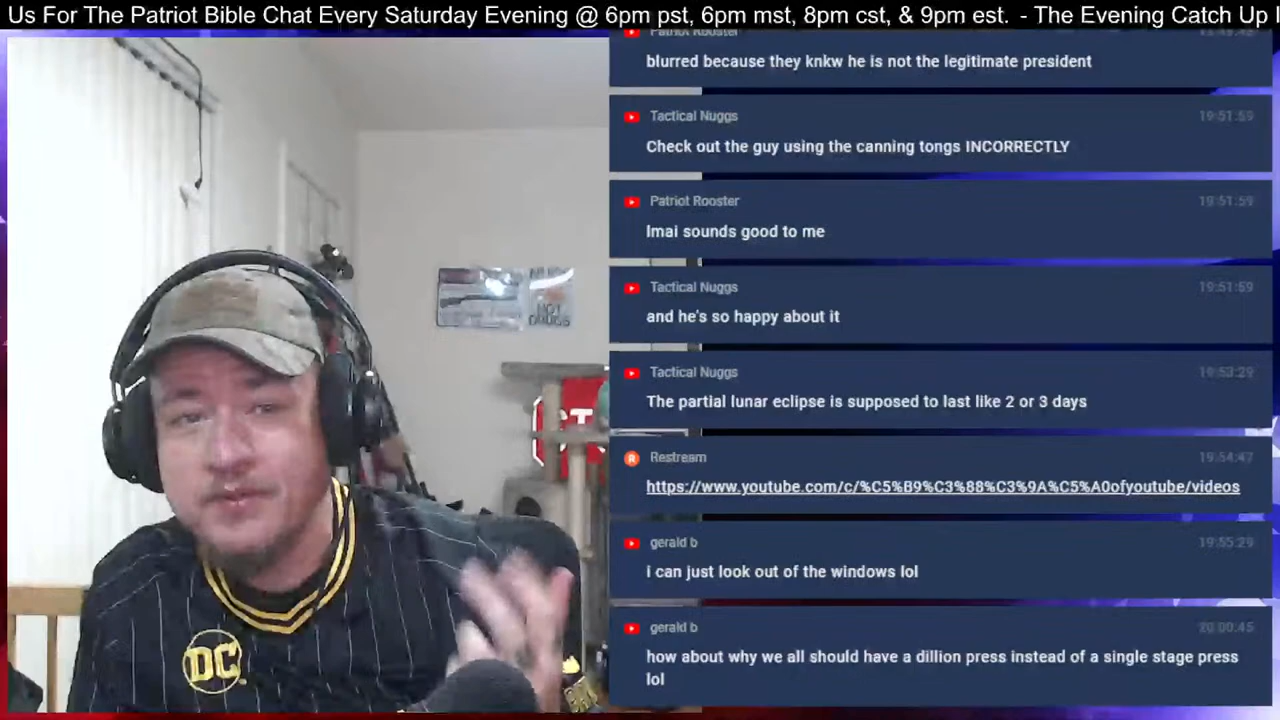 Us For The Patriot Bible Chat Every Saturday Evening @ 6pm pst, 6pm mst, 8pm cst, & 9pm est. - The Evening Catch Up
Patriot Rooster
blurred because they knkw he is not the legitimate president
Tactical Nuggs 19:51:59
Check out the guy using the canning tongs INCORRECTLY
Patriot Rooster 19:51:59
lmai sounds good to me
Tactical Nuggs 19:51:59
and he's so happy about it
Tactical Nuggs 19:53:29
The partial lunar eclipse is supposed to last like 2 or 3 days
Restream 19:54:47
https://www.youtube.com/c/%C5%B9%C3%88%C3%9A%C5%A0ofyoutube/videos
gerald b 19:55:29
i can just look out of the windows lol
gerald b 20:00:45
how about why we all should have a dillion press instead of a single stage press
lol
NOT
DRUGS
DC